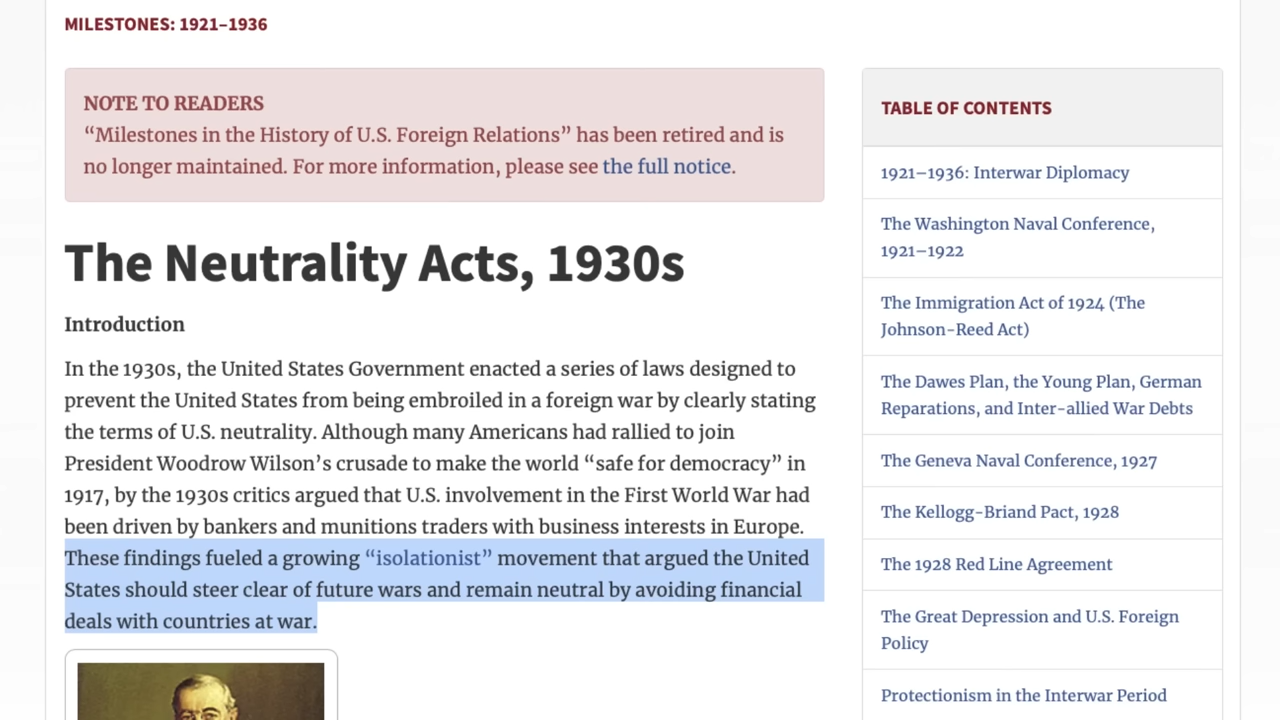 MILESTONES: 1921–1936
NOTE TO READERS
“Milestones in the History of U.S. Foreign Relations” has been retired and is
no longer maintained. For more information, please see the full notice.
The Neutrality Acts, 1930s
Introduction
In the 1930s, the United States Government enacted a series of laws designed to
prevent the United States from being embroiled in a foreign war by clearly stating
the terms of U.S. neutrality. Although many Americans had rallied to join
President Woodrow Wilson’s crusade to make the world “safe for democracy” in
1917, by the 1930s critics argued that U.S. involvement in the First World War had
been driven by bankers and munitions traders with business interests in Europe.
These findings fueled a growing “isolationist” movement that argued the United
States should steer clear of future wars and remain neutral by avoiding financial
deals with countries at war.
TABLE OF CONTENTS
1921–1936: Interwar Diplomacy
The Washington Naval Conference,
1921–1922
The Immigration Act of 1924 (The
Johnson-Reed Act)
The Dawes Plan, the Young Plan, German
Reparations, and Inter-allied War Debts
The Geneva Naval Conference, 1927
The Kellogg-Briand Pact, 1928
The 1928 Red Line Agreement
The Great Depression and U.S. Foreign
Policy
Protectionism in the Interwar Period